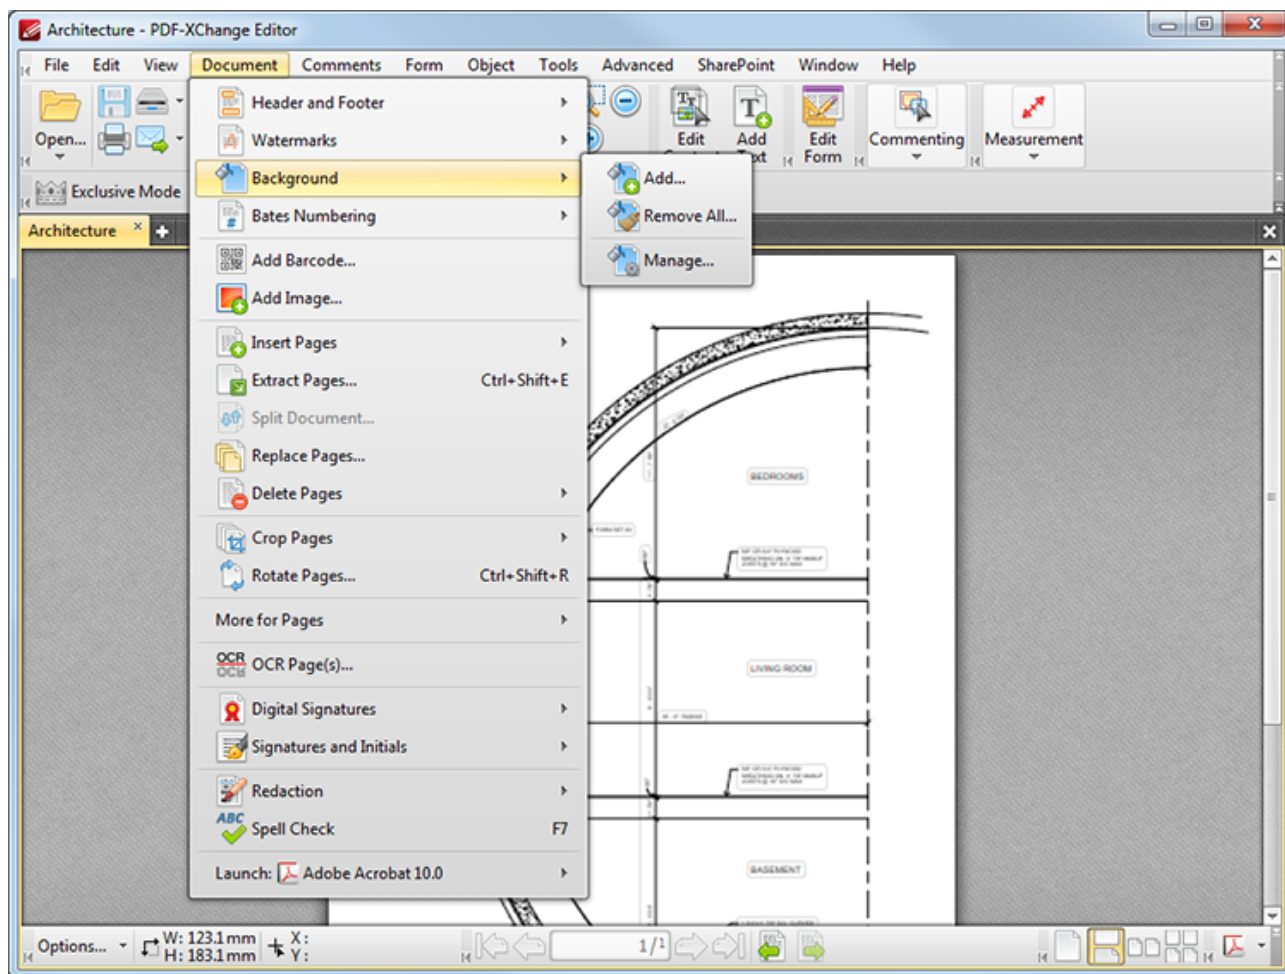 Architecture - PDF-XChange Editor
File Edit View Document Comments Form Object Tools Advanced SharePoint Window Help
Open...
Edit
Add
Edit Form
Commenting
Measurement
Exclusive Mode
Architecture
Header and Footer
Watermarks
Background
Bates Numbering
Add Barcode...
Add Image...
Insert Pages
Extract Pages... Ctrl+Shift+E
Split Document...
Replace Pages...
Delete Pages
Crop Pages
Rotate Pages... Ctrl+Shift+R
More for Pages
OCR OCR Page(s)...
Digital Signatures
Signatures and Initials
Redaction
ABC Spell Check F7
Launch: Adobe Acrobat 10.0
Add...
Remove All...
Manage...
BEDROOMS
LIVING ROOM
BASEMENT
Options...
W: 123.1 mm X:
H: 183.1 mm Y:
1/1